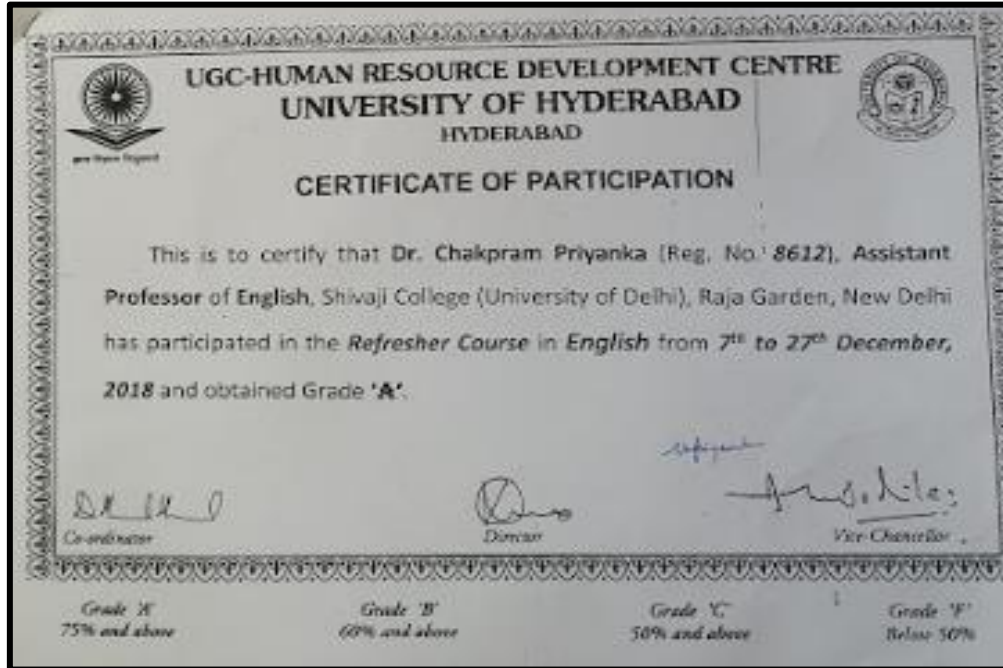 UGC-HUMAN RESOURCE DEVELOPMENT CENTRE
UNIVERSITY OF HYDERABAD
HYDERABAD
CERTIFICATE OF PARTICIPATION
This is to certify that Dr. Chakpram Priyanka (Reg. No. 8612), Assistant
Professor of English, Shivaji College (University of Delhi), Raja Garden, New Delhi
has participated in the Refresher Course in English from 7th to 27th December,
2018 and obtained Grade 'A'.
Co-ordinator
Director
Vice-Chancellor
Grade 'A' Grade 'B' Grade 'C' Grade 'F'
75% and above 60% and above 50% and above Below 50%